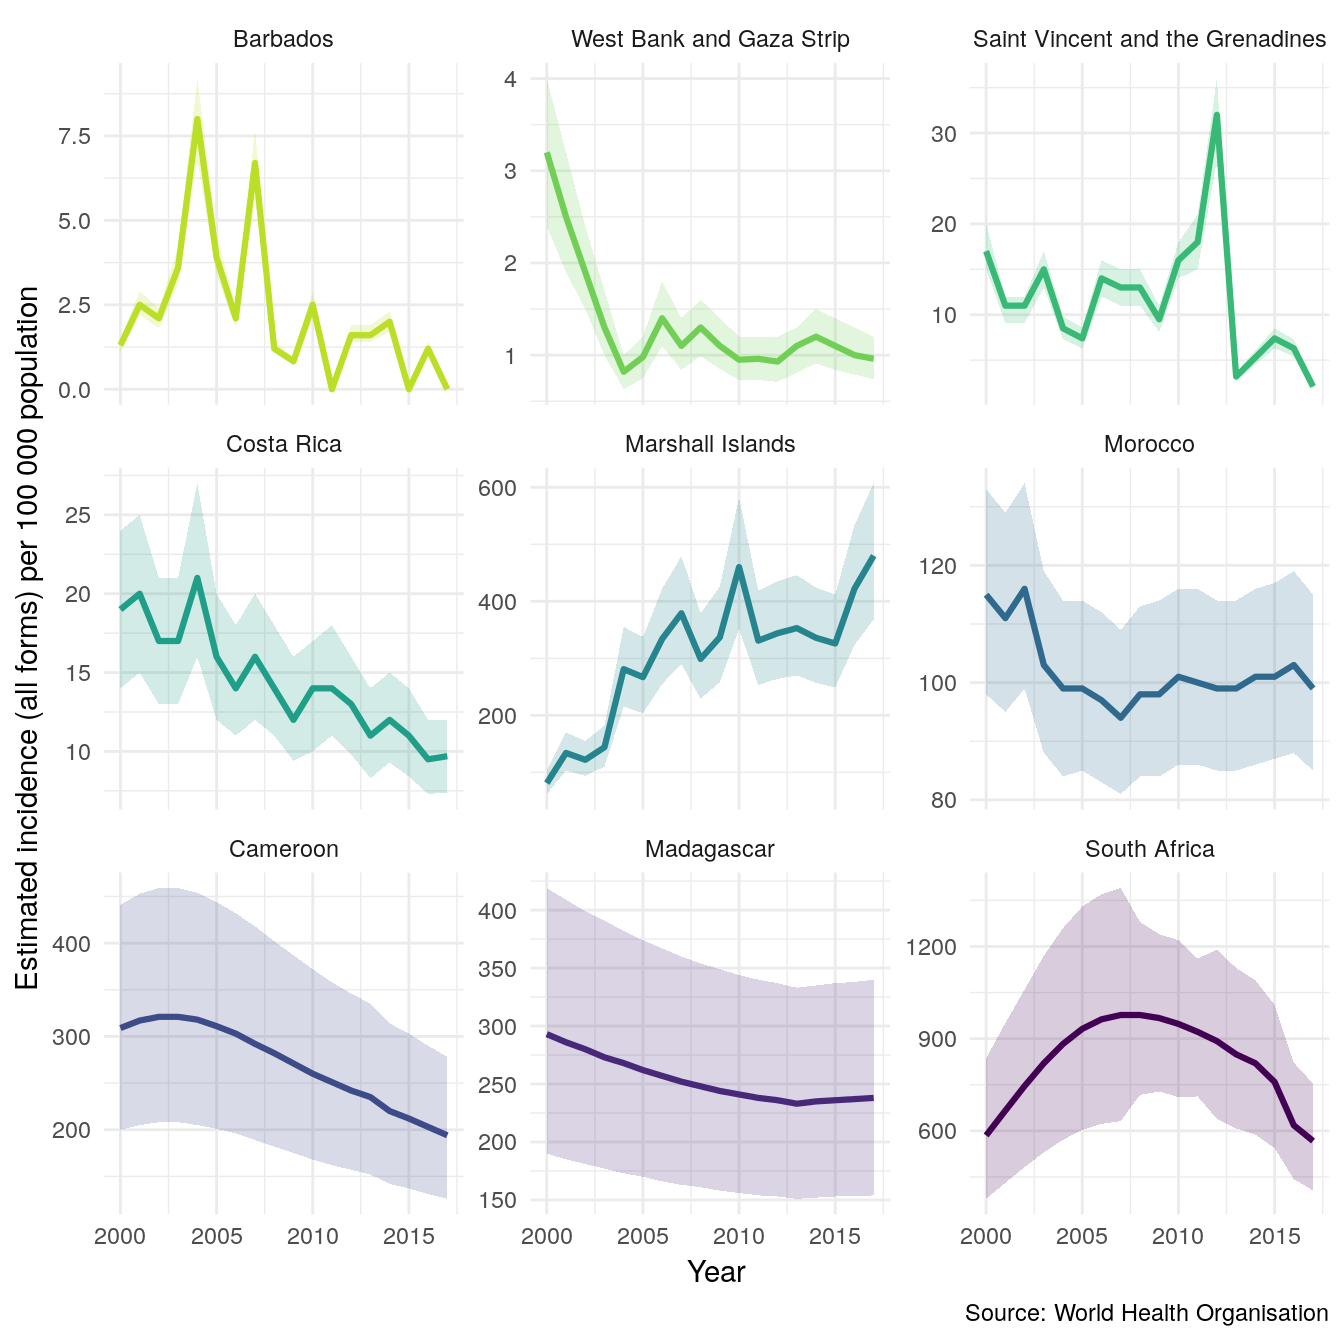 Barbados
West Bank and Gaza Strip
Saint Vincent and the Grenadines
7.5
5.0
2.5
0.0
4
3
2
1
30
20
10
Costa Rica
Marshall Islands
Morocco
25
20
15
10
600
400
200
120
100
80
Cameroon
Madagascar
South Africa
400
300
200
400
350
300
250
200
150
1200
900
600
2000 2005 2010 2015
2000 2005 2010 2015
2000 2005 2010 2015
Estimated incidence (all forms) per 100 000 population
Year
Source: World Health Organisation